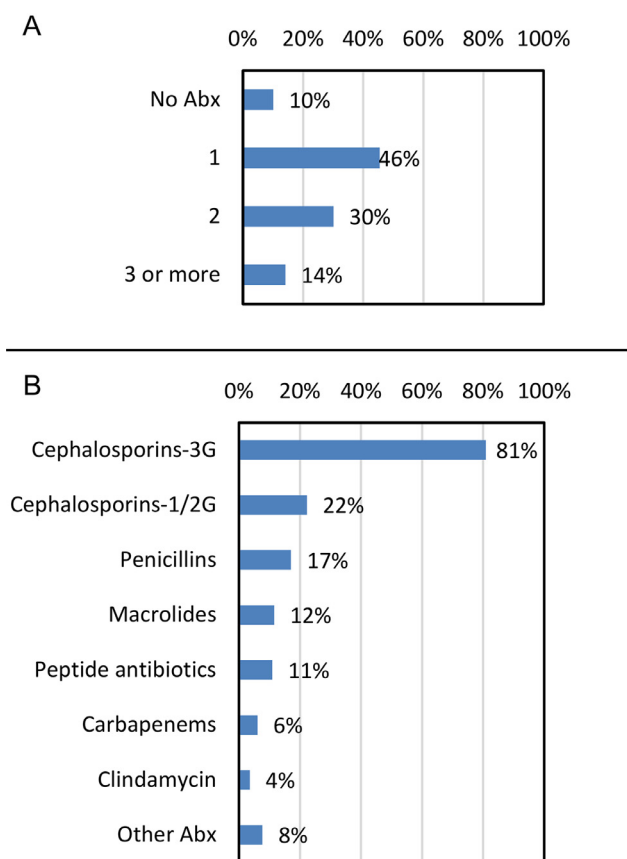 A
0% 20% 40% 60% 80% 100%
No Abx 10%
1 46%
2 30%
3 or more 14%
B
0% 20% 40% 60% 80% 100%
Cephalosporins-3G 81%
Cephalosporins-1/2G 22%
Penicillins 17%
Macrolides 12%
Peptide antibiotics 11%
Carbapenems 6%
Clindamycin 4%
Other Abx 8%